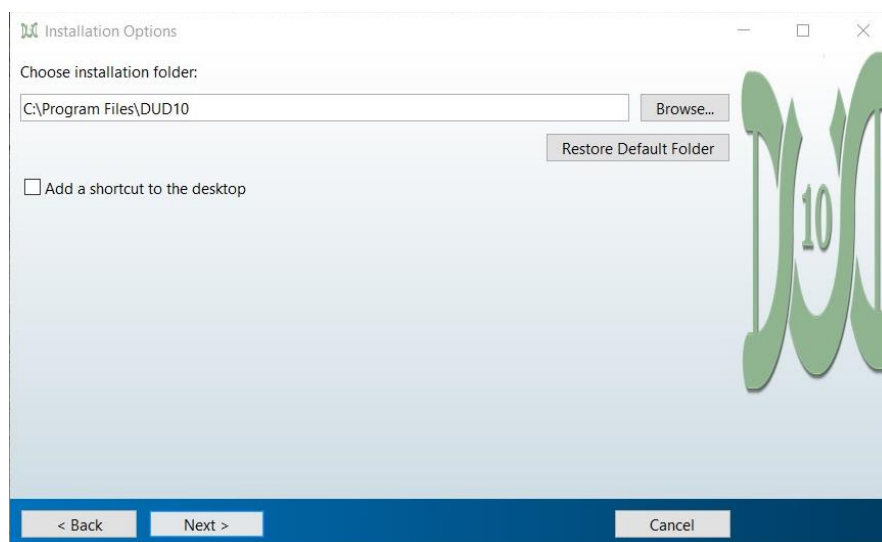 Installation Options
Choose installation folder:
C:\Program Files\DUD10
Browse...
Restore Default Folder
Add a shortcut to the desktop
DUD
10
< Back
Next >
Cancel